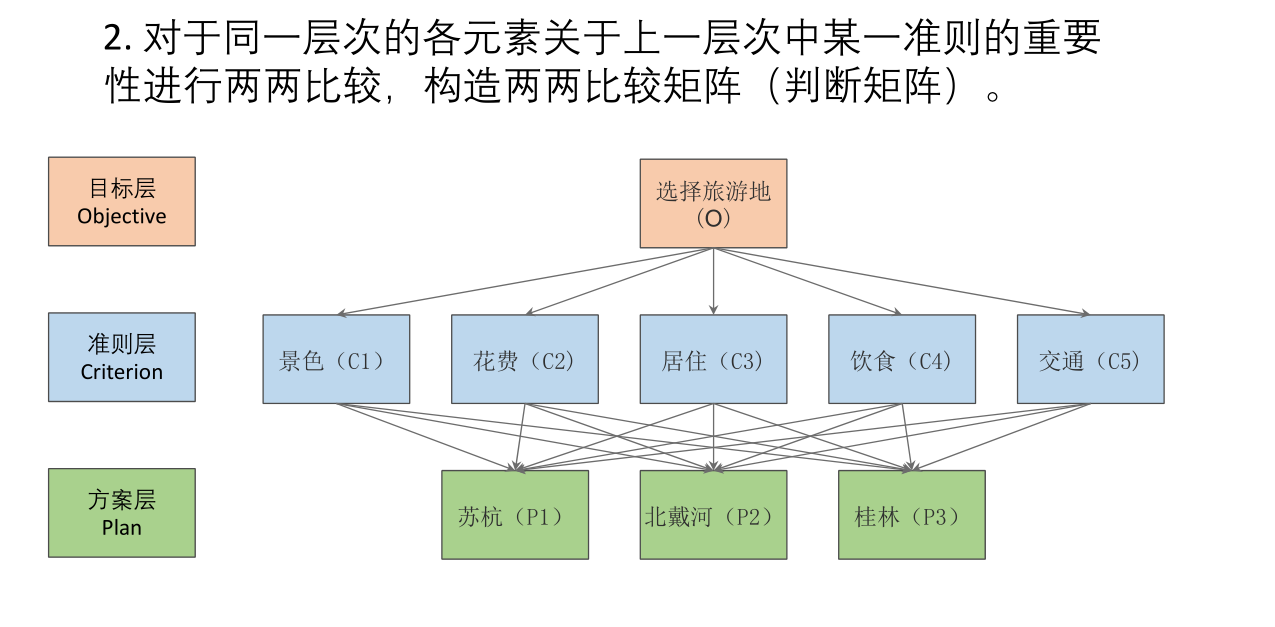 2. 对于同一层次的各元素关于上一层次中某一准则的重要
性进行两两比较，构造两两比较矩阵（判断矩阵）。
目标层
Objective
选择旅游地
(O)
准则层
Criterion
景色（C1）
花费（C2)
居住（C3)
饮食（C4)
交通（C5)
方案层
Plan
苏杭（P1）
北戴河（P2）
桂林（P3）